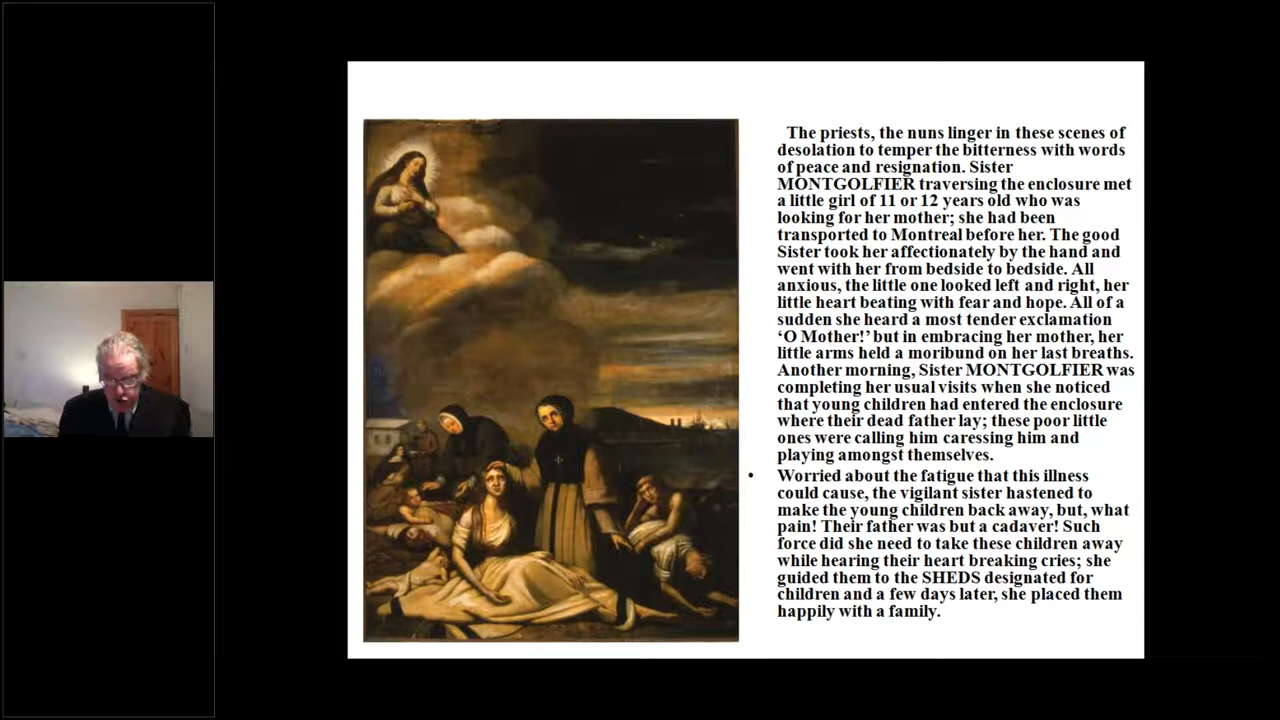 The priests, the nuns linger in these scenes of
desolation to temper the bitterness with words
of peace and resignation. Sister
MONTGOLFIER traversing the enclosure met
a little girl of 11 or 12 years old who was
looking for her mother; she had been
transported to Montreal before her. The good
Sister took her affectionately by the hand and
went with her from bedside to bedside. All
anxious, the little one looked left and right, her
little heart beating with fear and hope. All of a
sudden she heard a most tender exclamation
‘O Mother!’ but in embracing her mother, her
little arms held a moribund on her last breaths.
Another morning, Sister MONTGOLFIER was
completing her usual visits when she noticed
that young children had entered the enclosure
where their dead father lay; these poor little
ones were calling him caressing him and
playing amongst themselves.
• Worried about the fatigue that this illness
could cause, the vigilant sister hastened to
make the young children back away, but, what
pain! Their father was but a cadaver! Such
force did she need to take these children away
while hearing their heart breaking cries; she
guided them to the SHEDS designated for
children and a few days later, she placed them
happily with a family.